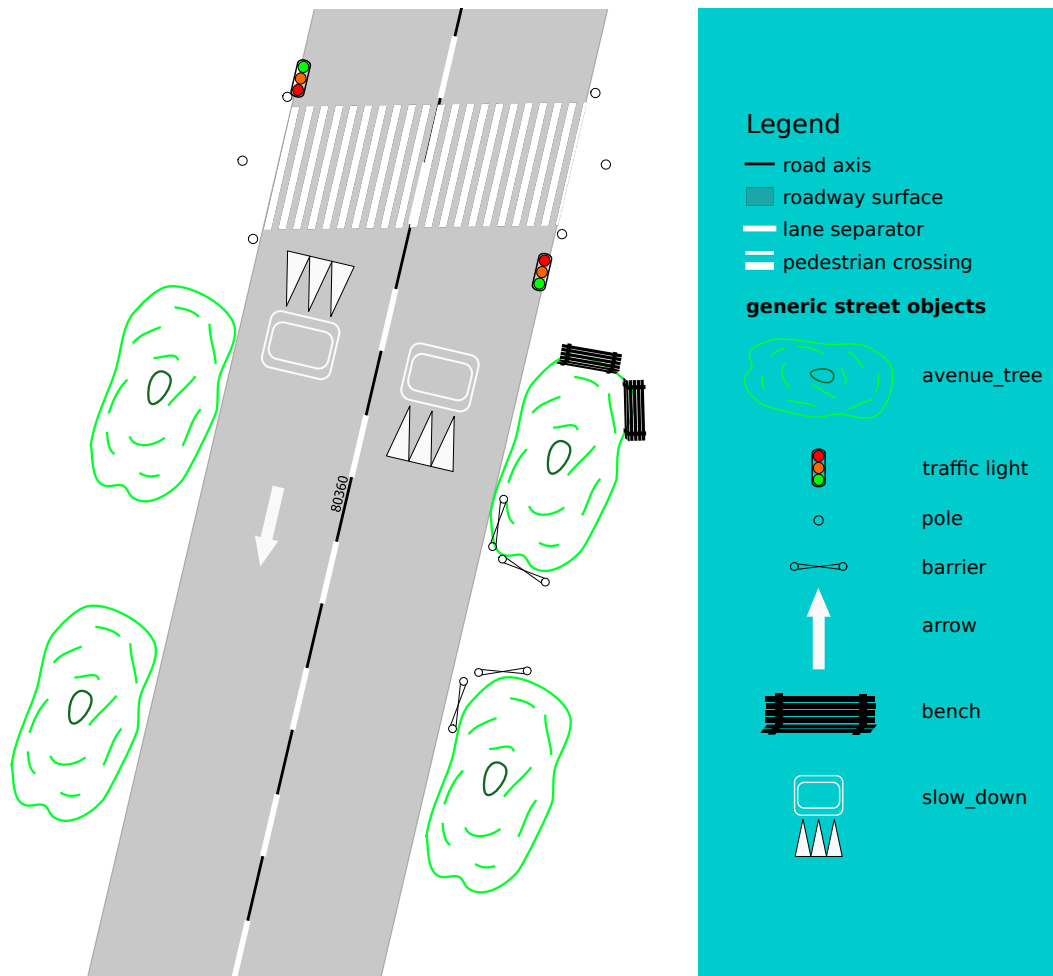 80360
Legend
road axis
roadway surface
lane separator
pedestrian crossing
generic street objects
avenue_tree
traffic light
pole
barrier
arrow
bench
slow_down